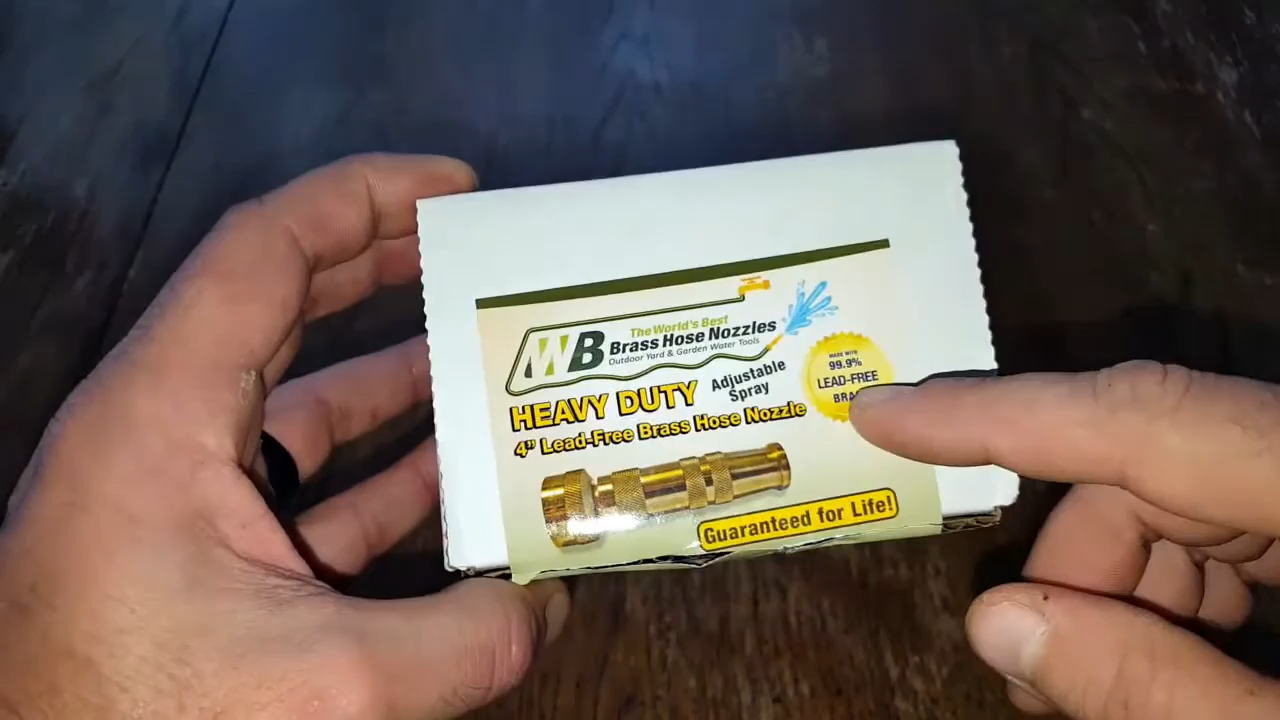 WB
The World's Best
Brass Hose Nozzles
Outdoor Yard & Garden Water Tools
HEAVY DUTY
Adjustable
Spray
4" Lead-Free Brass Hose Nozzle
MADE WITH
99.9%
LEAD-FREE
Guaranteed for Life!